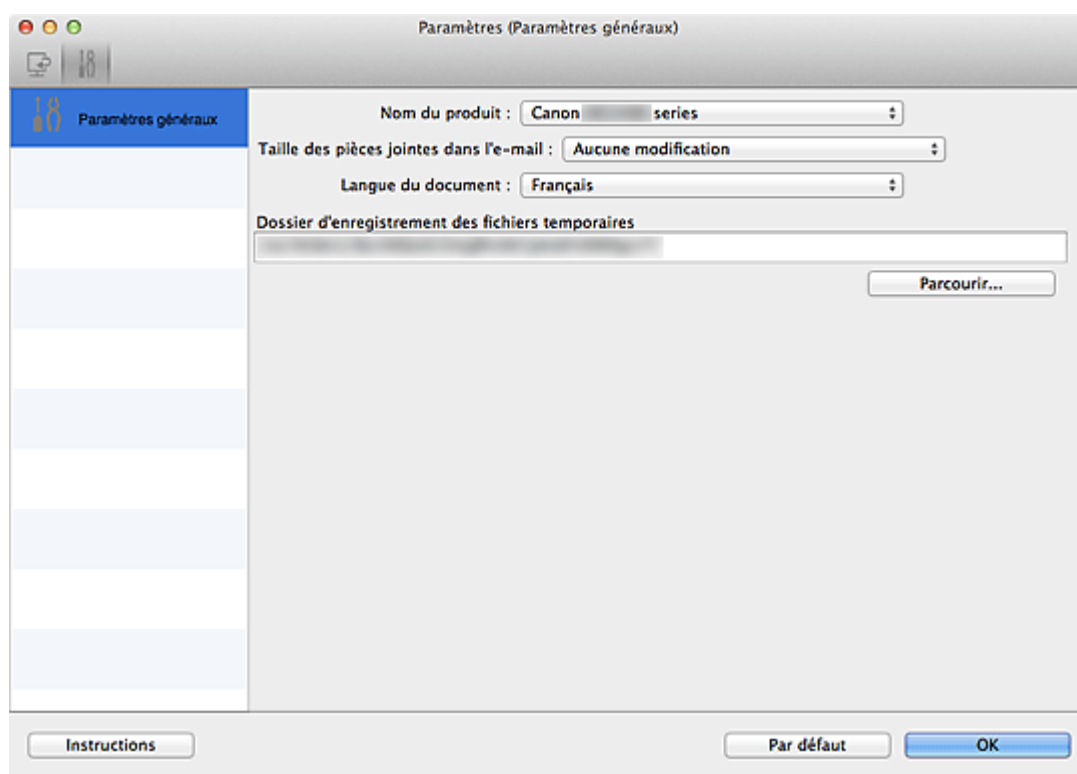 Paramètres (Paramètres généraux)
Paramètres généraux
Nom du produit : Canon series
Taille des pièces jointes dans l'e-mail : Aucune modification
Langue du document : Français
Dossier d'enregistrement des fichiers temporaires
Parcourir...
Instructions
Par défaut
OK